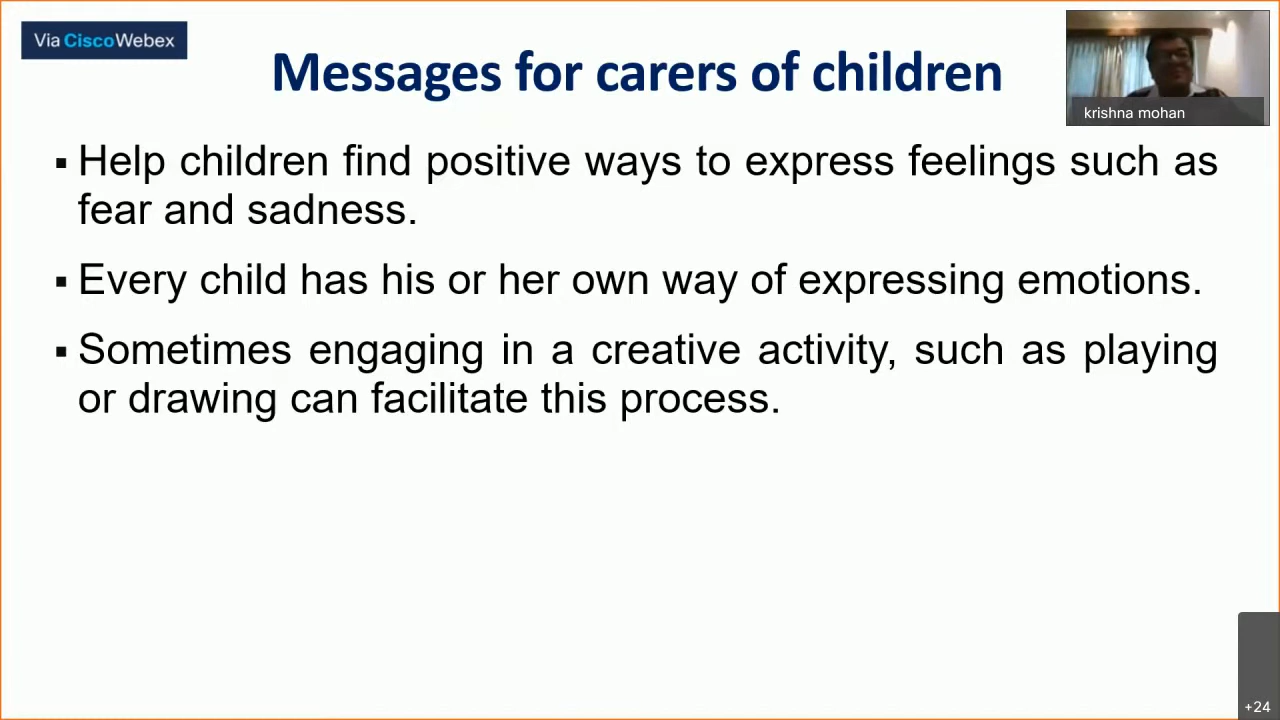 Via Cisco Webex
Messages for carers of children
krishna mohan
▪ Help children find positive ways to express feelings such as
fear and sadness.
▪ Every child has his or her own way of expressing emotions.
▪ Sometimes engaging in a creative activity, such as playing
or drawing can facilitate this process.
+24